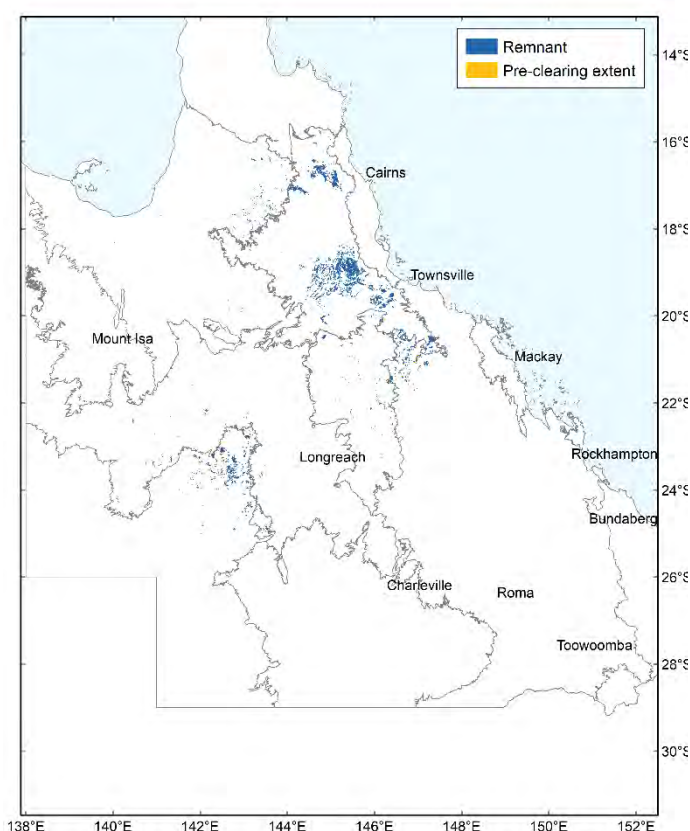 Remnant
Pre-clearing extent
14°S
16°S
Cairns
18°S
Townsville
20°S
Mount Isa
Mackay
22°S
Longreach
Rockhampton
24°S
Bundaberg
26°S
Charleville
Roma
Toowoomba
28°S
30°S
138°E 140°E 142°E 144°E 146°E 148°E 150°E 152°E